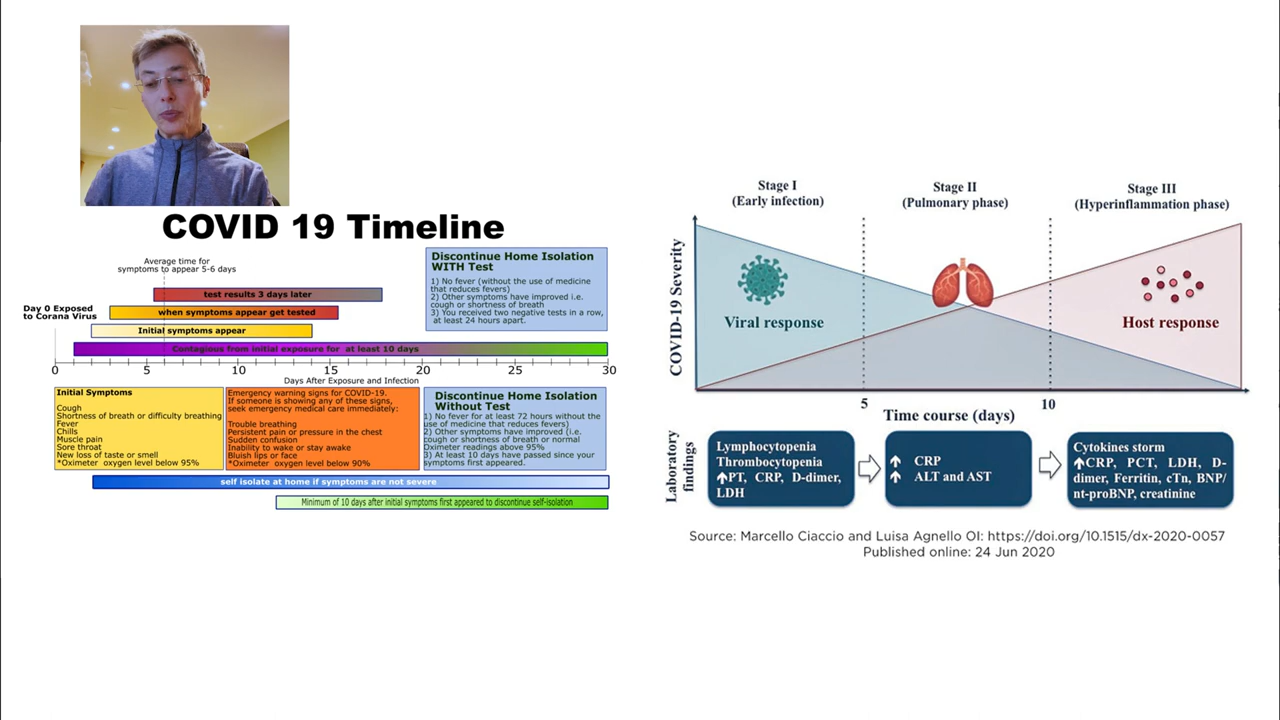 COVID 19 Timeline
Average time for
symptoms to appear 5-6 days
Day 0 Exposed
to Corana Virus
test results 3 days later
when symptoms appear get tested
Initial symptoms appear
Contagious from initial exposure for at least 10 days
0 5 10 15 20 25 30
Days After Exposure and Infection
Discontinue Home Isolation
WITH Test
1) No fever (without the use of medicine
that reduces fevers)
2) Other symptoms have improved i.e.
cough or shortness of breath
3) You received two negative tests in a row,
at least 24 hours apart.
Initial Symptoms
Cough
Shortness of breath or difficulty breathing
Fever
Chills
Muscle pain
Sore throat
New loss of taste or smell
*Oximeter oxygen level below 95%
Emergency warning signs for COVID-19.
If someone is showing any of these signs,
seek emergency medical care immediately:
Trouble breathing
Persistent pain or pressure in the chest
Sudden confusion
Inability to wake or stay awake
Bluish lips or face
*Oximeter oxygen level below 90%
Discontinue Home Isolation
Without Test
1) No fever for at least 72 hours without the
use of medicine that reduces fevers)
2) Other symptoms have improved (i.e.
cough or shortness of breath or normal
Oximeter readings above 95%
3) At least 10 days have passed since your
symptoms first appeared.
self isolate at home if symptoms are not severe
Minimum of 10 days after initial symptoms first appeared to discontinue self-isolation
Stage I
(Early infection)
Stage II
(Pulmonary phase)
Stage III
(Hyperinflammation phase)
COVID-19 Severity
Viral response
Host response
5
10
Time course (days)
Laboratory
findings
Lymphocytopenia
Thrombocytopenia
↑PT, CRP, D-dimer,
LDH
↑ CRP
↑ ALT and AST
Cytokines storm
↑CRP, PCT, LDH, D-
dimer, Ferritin, cTn, BNP/
nt-proBNP, creatinine
Source: Marcello Ciaccio and Luisa Agnello OI: https://doi.org/10.1515/dx-2020-0057
Published online: 24 Jun 2020